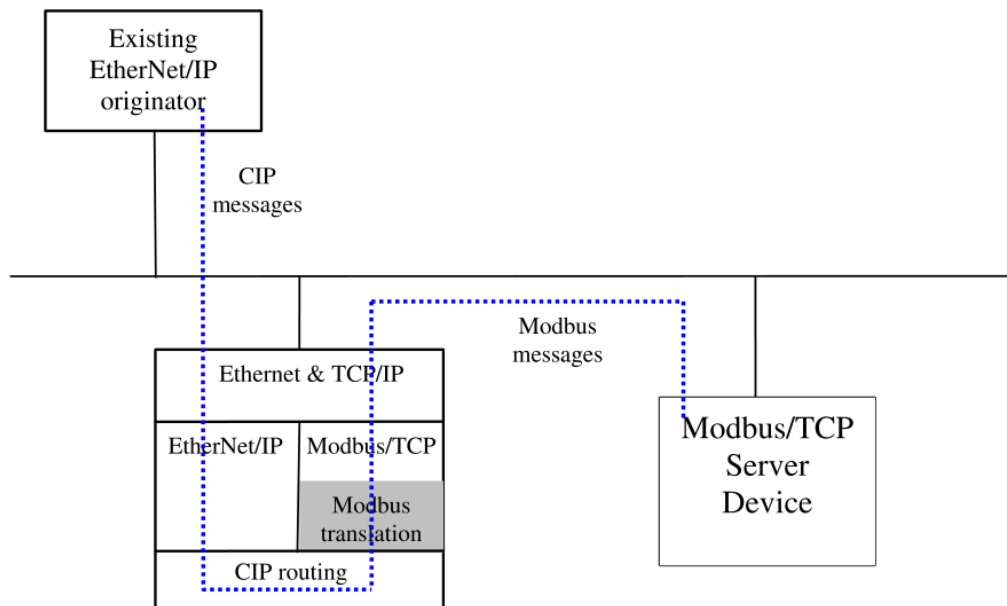 Existing
EtherNet/IP
originator
CIP
messages
Modbus
messages
Ethernet & TCP/IP
EtherNet/IP
Modbus/TCP
Modbus
translation
CIP routing
Modbus/TCP
Server
Device